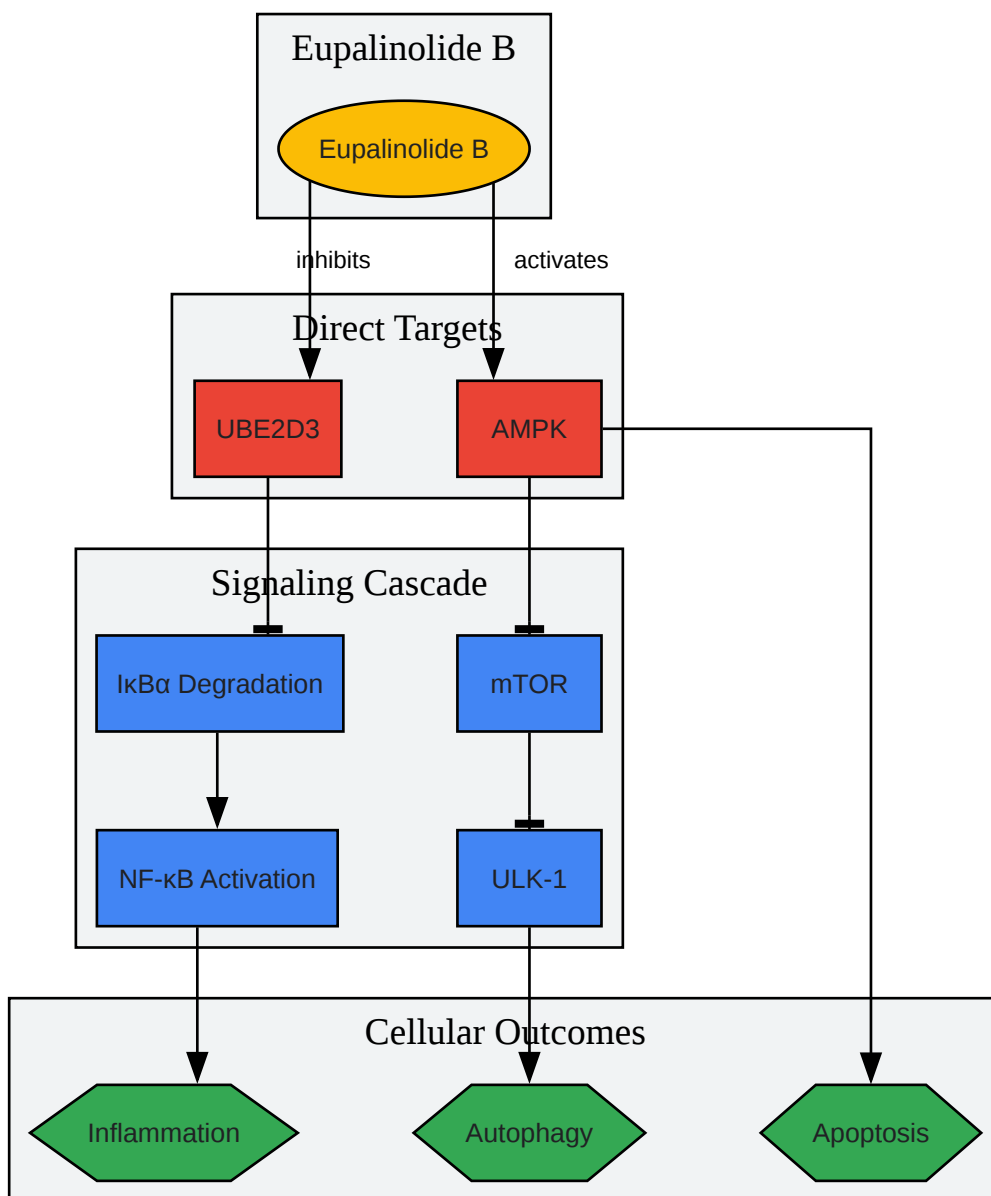 Eupalinolide B
Eupalinolide B
inhibits
activates
Direct Targets
UBE2D3
AMPK
Signaling Cascade
IκBα Degradation
mTOR
NF-κB Activation
ULK-1
Cellular Outcomes
Inflammation
Autophagy
Apoptosis